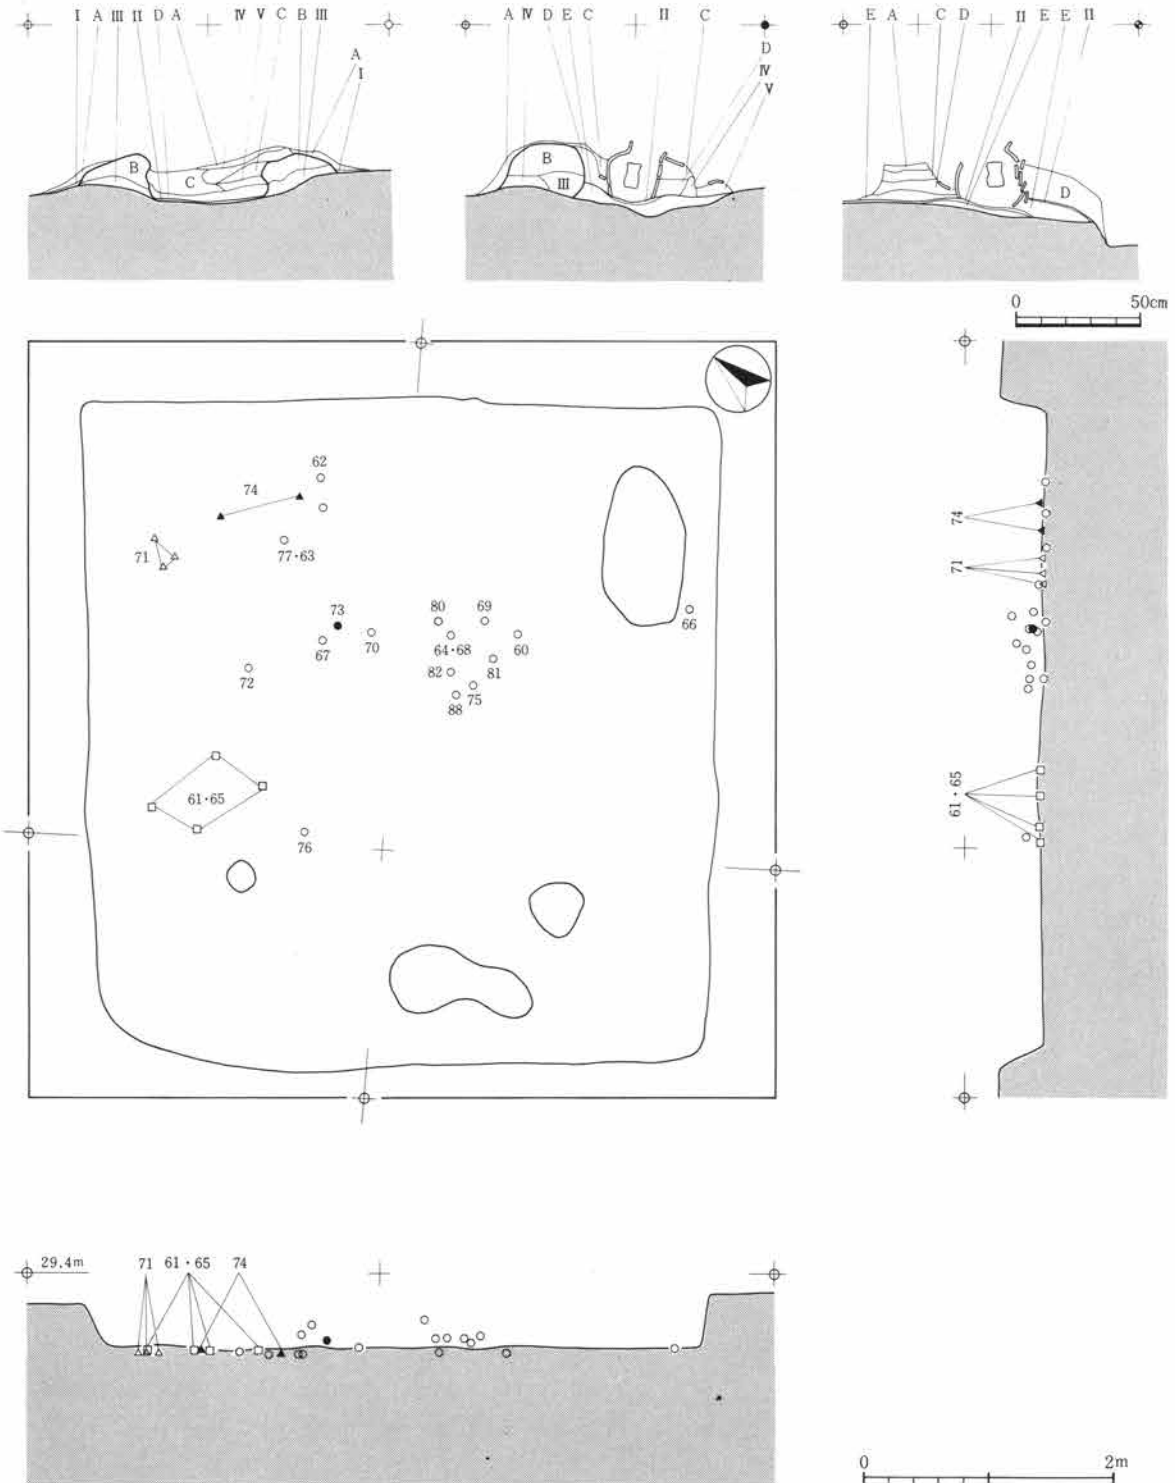 I A III II D A IV V C B III
A
I
B
C
A IV D E C II C
D
IV
V
B
III
E A C D II E E II
D
0 50cm
62
74
71
77・63
73
80 69
66
67 70 64・68 60
82 81
72
75
88
61・65
76
74
71
61・65
29.4m 71 61・65 74
0 2m